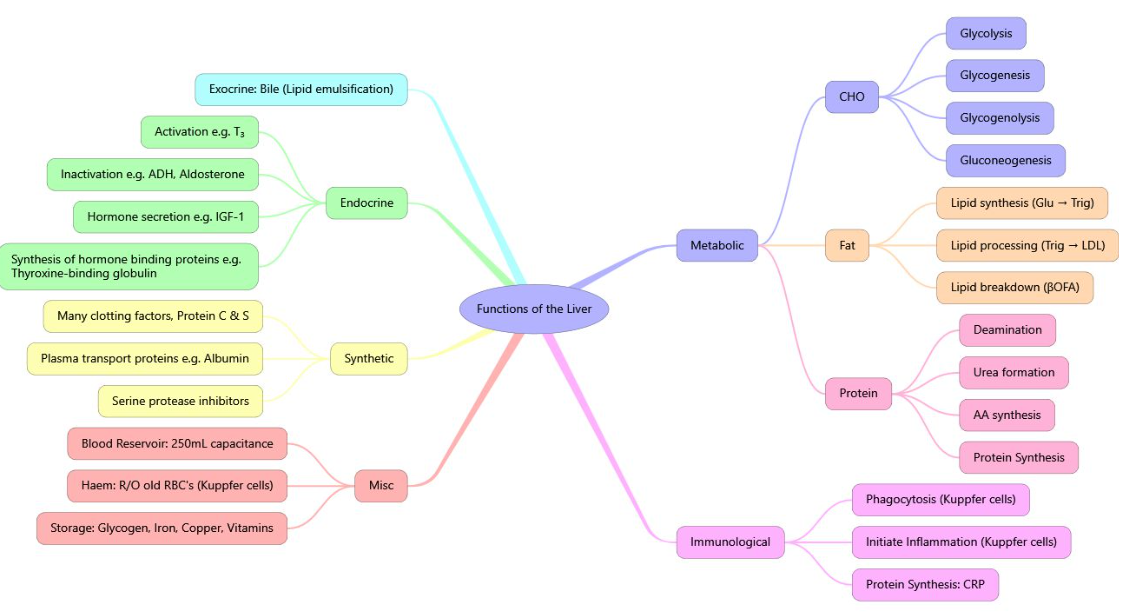 Functions of the Liver
Exocrine: Bile (Lipid emulsification)
Endocrine
Activation e.g. T₃
Inactivation e.g. ADH, Aldosterone
Hormone secretion e.g. IGF-1
Synthesis of hormone binding proteins e.g.
Thyroxine-binding globulin
Synthetic
Many clotting factors, Protein C & S
Plasma transport proteins e.g. Albumin
Serine protease inhibitors
Misc
Blood Reservoir: 250mL capacitance
Haem: R/O old RBC's (Kuppfer cells)
Storage: Glycogen, Iron, Copper, Vitamins
Metabolic
CHO
Glycolysis
Glycogenesis
Glycogenolysis
Gluconeogenesis
Fat
Lipid synthesis (Glu → Trig)
Lipid processing (Trig → LDL)
Lipid breakdown (βOFA)
Protein
Deamination
Urea formation
AA synthesis
Protein Synthesis
Immunological
Phagocytosis (Kuppfer cells)
Initiate Inflammation (Kuppfer cells)
Protein Synthesis: CRP